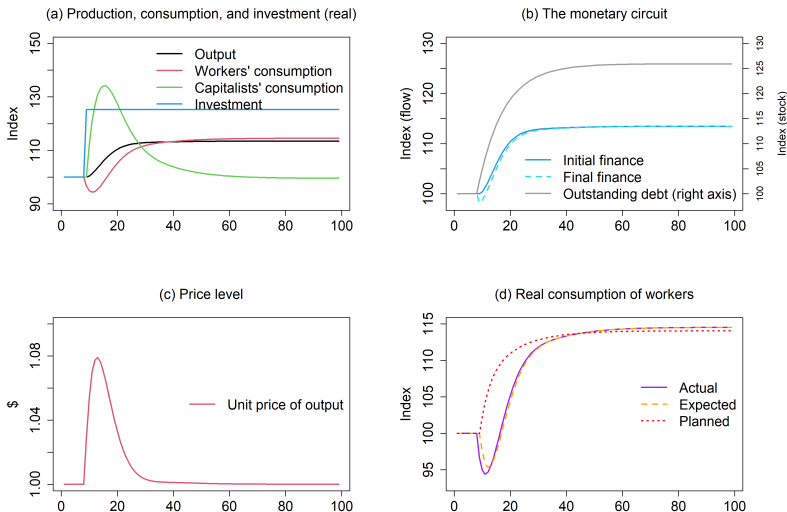 (a) Production, consumption, and investment (real)
Index
90 110 130 150
0 20 40 60 80 100
Output
Workers' consumption
Capitalists' consumption
Investment
(b) The monetary circuit
Index (flow)
100 110 120 130
0 20 40 60 80 100
Initial finance
Final finance
Outstanding debt (right axis)
100 105 110 115 120 125 130
Index (stock)
(c) Price level
$
1.00 1.04 1.08
0 20 40 60 80 100
Unit price of output
(d) Real consumption of workers
Index
95 100 105 110 115
0 20 40 60 80 100
Actual
Expected
Planned